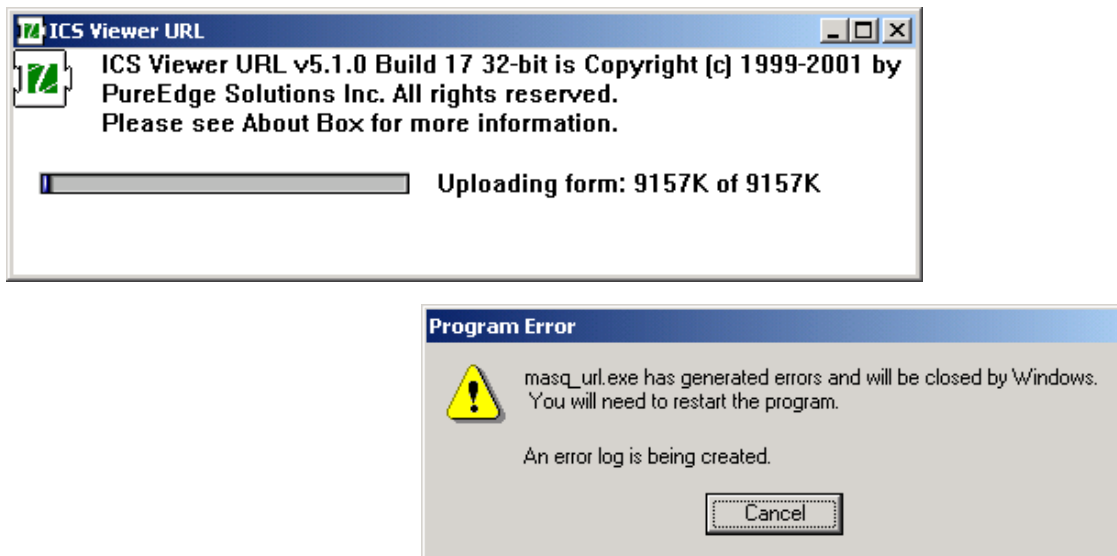 ICS Viewer URL
ICS Viewer URL v5.1.0 Build 17 32-bit is Copyright (c) 1999-2001 by
PureEdge Solutions Inc. All rights reserved.
Please see About Box for more information.
Uploading form: 9157K of 9157K
Program Error
masq_url.exe has generated errors and will be closed by Windows.
You will need to restart the program.
An error log is being created.
Cancel